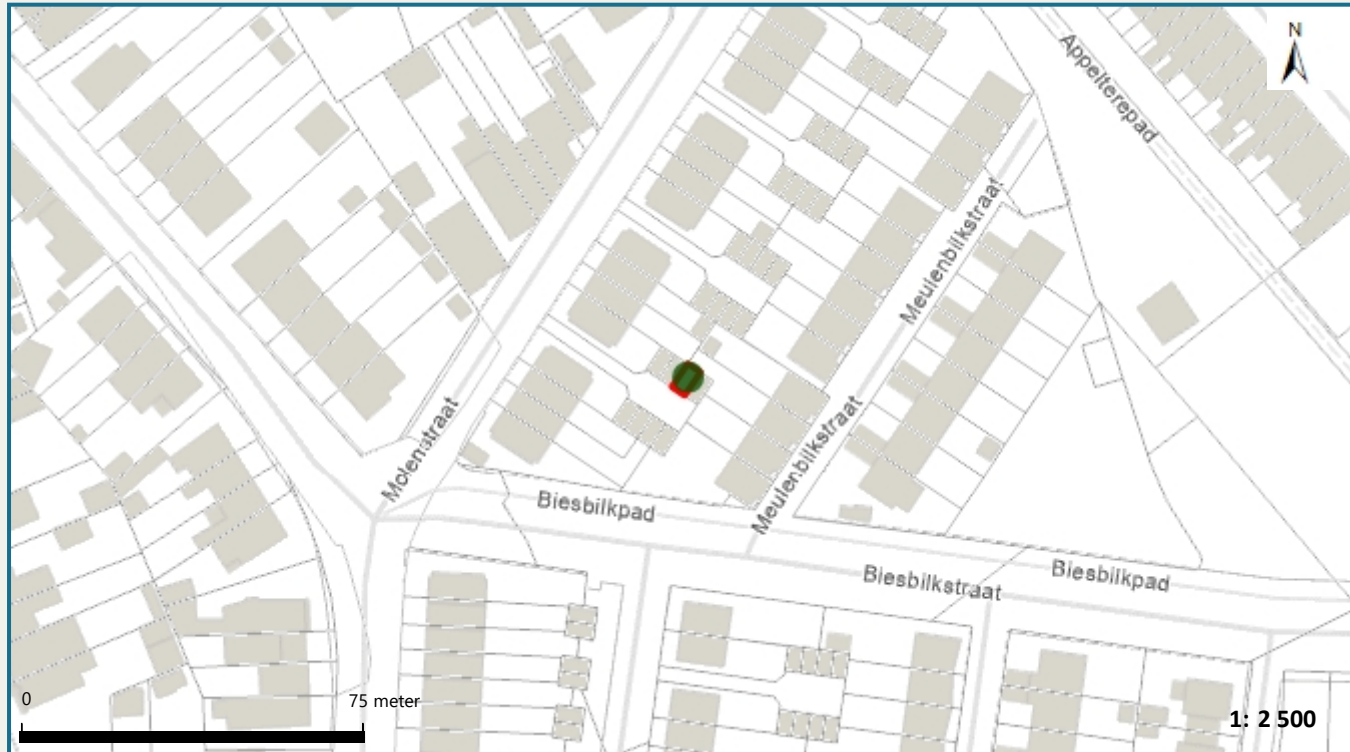 N
Appelterepad
Meulenbilkstraat
Molenstraat
Meulenbilkstraat
Biesbilkpad
Biesbilkstraat
Biesbilkpad
0
75 meter
1: 2 500